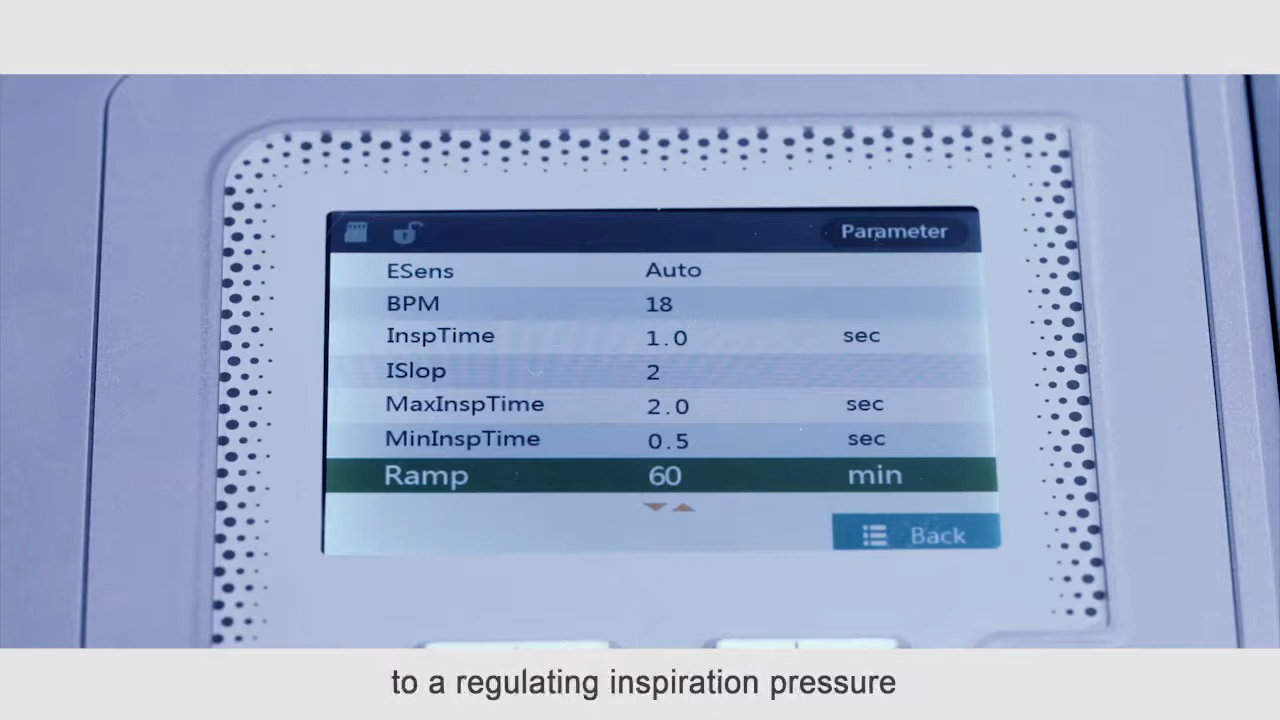 Parameter
ESens Auto
BPM 18
InspTime 1.0 sec
ISlop 2
MaxInspTime 2.0 sec
MinInspTime 0.5 sec
Ramp 60 min
Back
to a regulating inspiration pressure